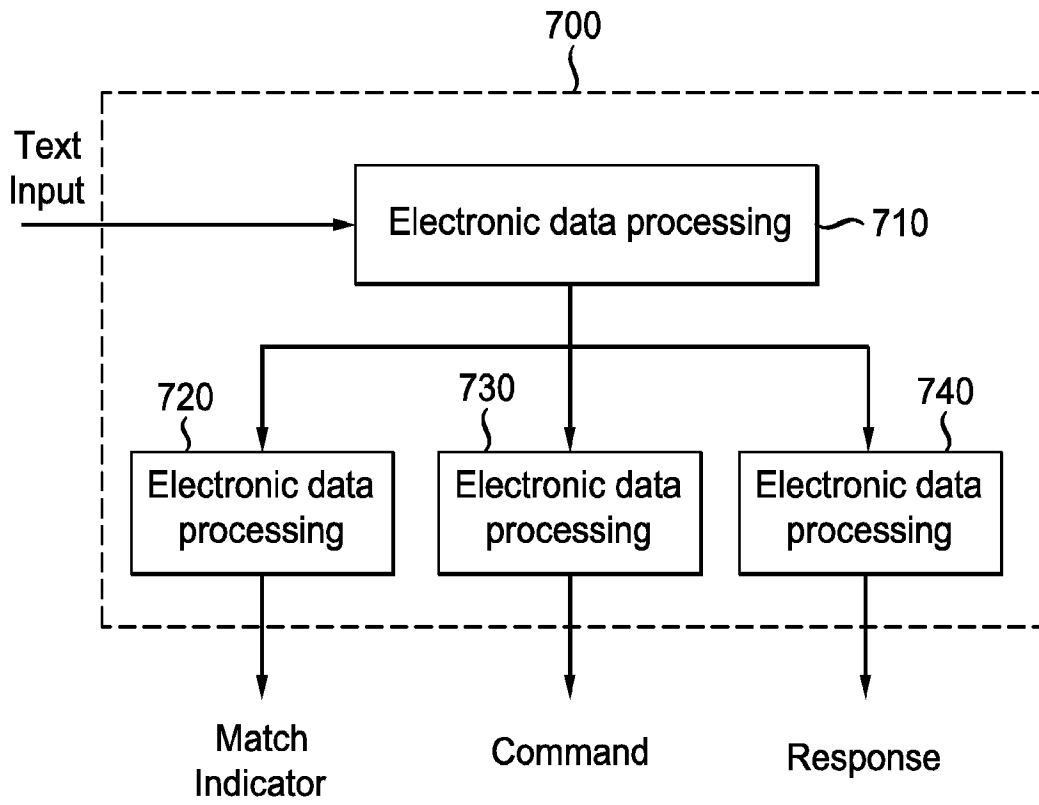 700
Text
Input
Electronic data processing
710
720
730
740
Electronic data
processing
Electronic data
processing
Electronic data
processing
Match
Indicator
Command
Response